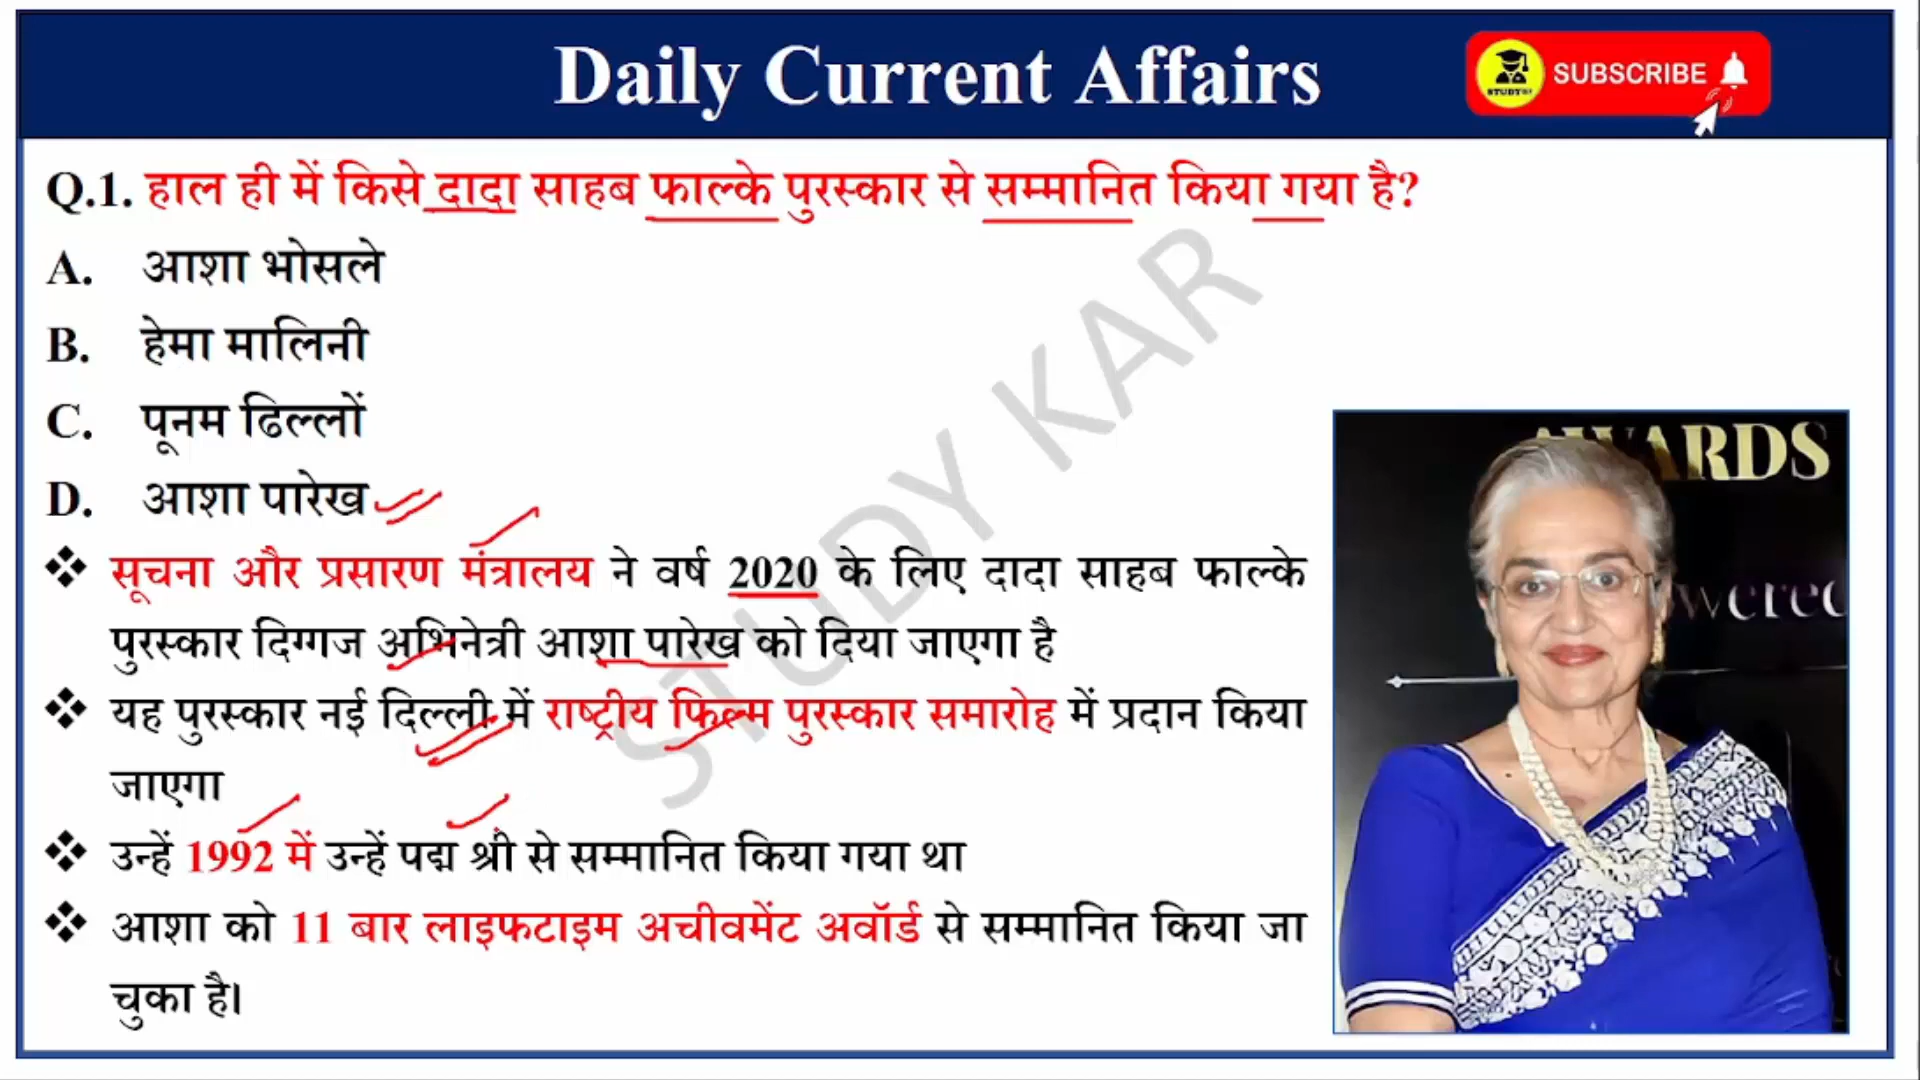 Daily Current Affairs
SUBSCRIBE
Q.1. हाल ही में किसे दादा साहब फाल्के पुरस्कार से सम्मानित किया गया है?
A. आशा भोसले
B. हेमा मालिनी
C. पूनम ढिल्लों
D. आशा पारेख
❖ सूचना और प्रसारण मंत्रालय ने वर्ष 2020 के लिए दादा साहब फाल्के
पुरस्कार दिग्गज अभिनेत्री आशा पारेख को दिया जाएगा है
❖ यह पुरस्कार नई दिल्ली में राष्ट्रीय फिल्म पुरस्कार समारोह में प्रदान किया
जाएगा
❖ उन्हें 1992 में उन्हें पद्म श्री से सम्मानित किया गया था
❖ आशा को 11 बार लाइफटाइम अचीवमेंट अवॉर्ड से सम्मानित किया जा
चुका है।
STUDY KAR
AWARDS
wered